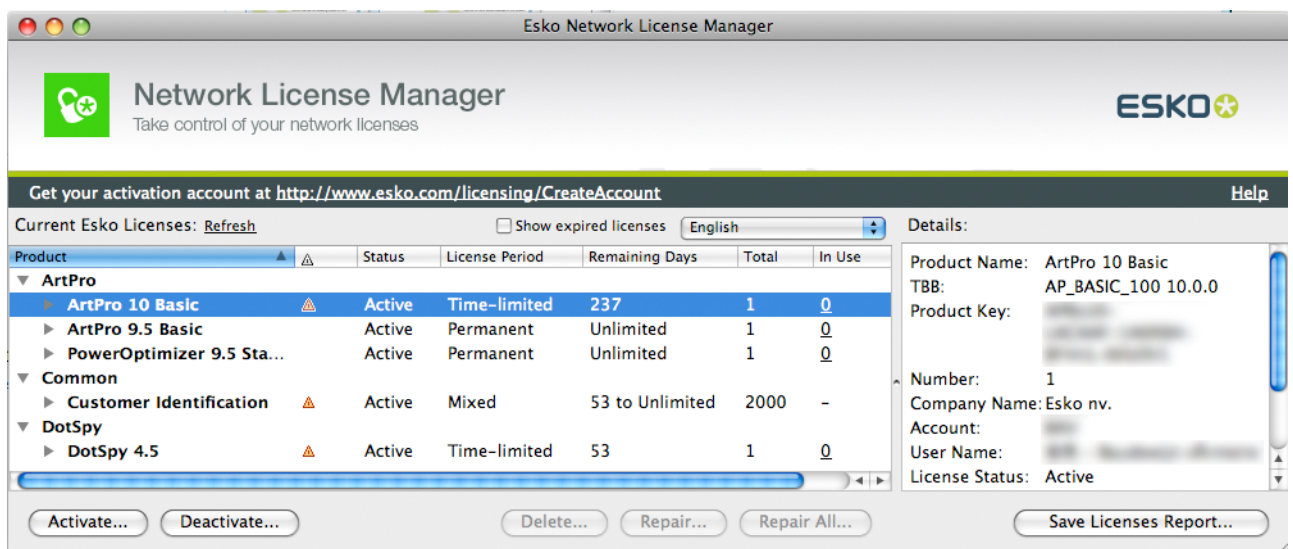 Esko Network License Manager
Network License Manager
Take control of your network licenses
ESKO
Get your activation account at http://www.esko.com/licensing/CreateAccount Help
Current Esko Licenses: Refresh Show expired licenses English Details:
Product Status License Period Remaining Days Total In Use
ArtPro
ArtPro 10 Basic Active Time-limited 237 1 0
ArtPro 9.5 Basic Active Permanent Unlimited 1 0
PowerOptimizer 9.5 Sta... Active Permanent Unlimited 1 0
Common
Customer Identification Active Mixed 53 to Unlimited 2000 -
DotSpy
DotSpy 4.5 Active Time-limited 53 1 0
Product Name: ArtPro 10 Basic
TBB: AP_BASIC_100 10.0.0
Product Key:
Number: 1
Company Name: Esko nv.
Account:
User Name:
License Status: Active
Activate... Deactivate... Delete... Repair... Repair All... Save Licenses Report...